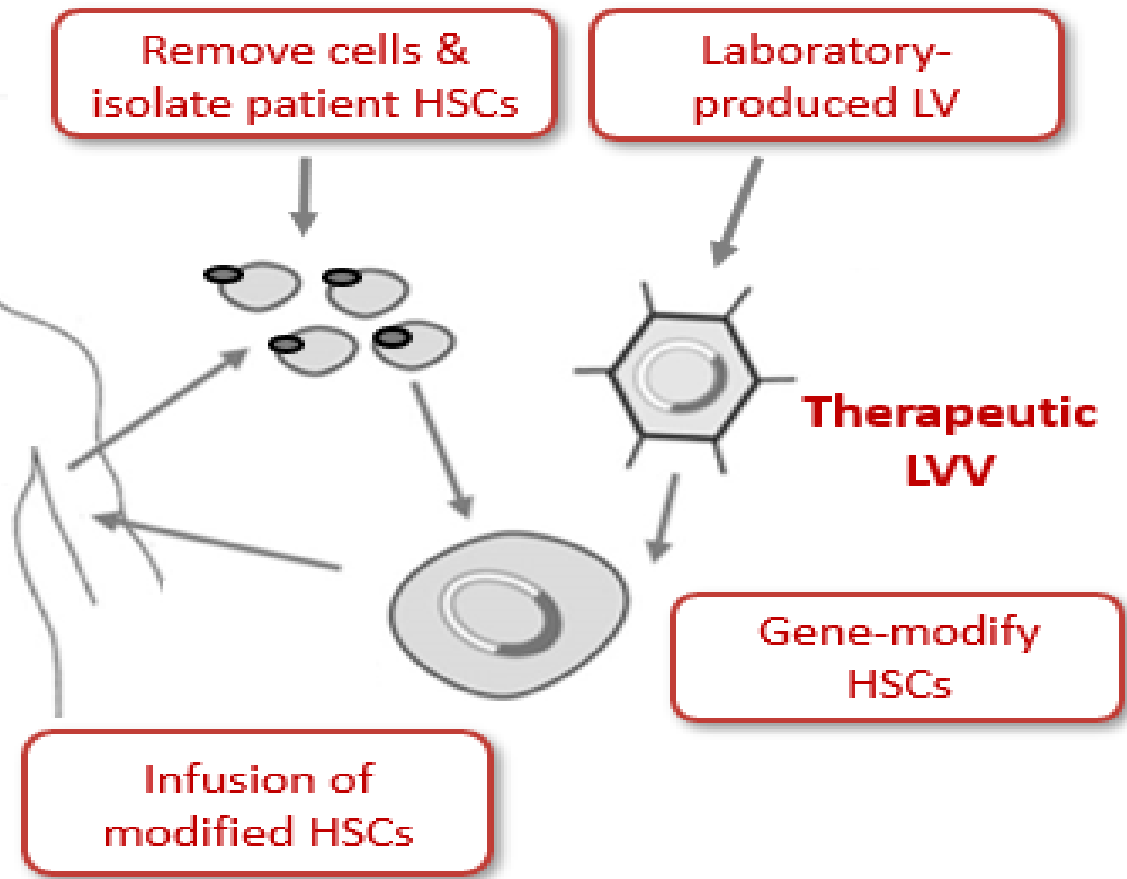 Remove cells &
isolate patient HSCs
Laboratory-
produced LV
Therapeutic
LVV
Gene-modify
HSCs
Infusion of
modified HSCs